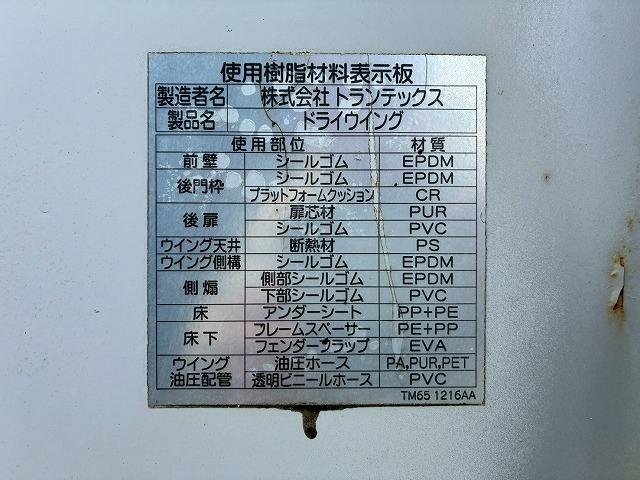 使用樹脂材料表示板
製造者名 株式会社 トランテックス
製品名 ドライウイング
使用部位 材質
前壁 シールゴム EPDM
後門枠 シールゴム EPDM
プラットフォームクッション CR
後扉 扉芯材 PUR
シールゴム PVC
ウイング天井 断熱材 PS
ウイング側構 シールゴム EPDM
側煽 側部シールゴム EPDM
下部シールゴム PVC
床 アンダーシート PP+PE
床下 フレームスペーサー PE+PP
フェンダーフラップ EVA
ウイング 油圧ホース PA,PUR,PET
油圧配管 透明ビニールホース PVC
TM65 1216AA